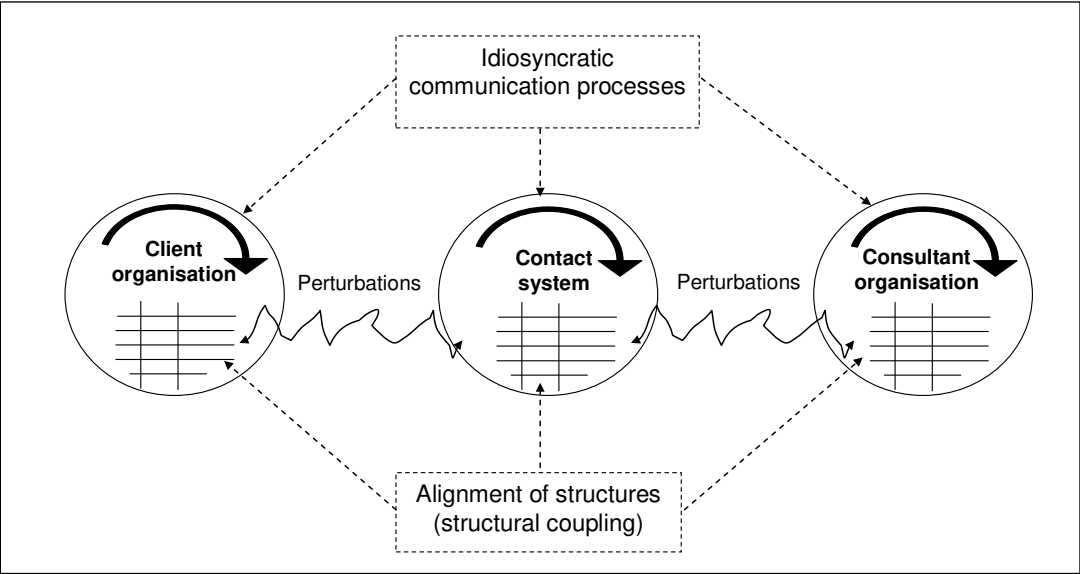 Idiosyncratic
communication processes
Client
organisation
Perturbations
Contact
system
Perturbations
Consultant
organisation
Alignment of structures
(structural coupling)